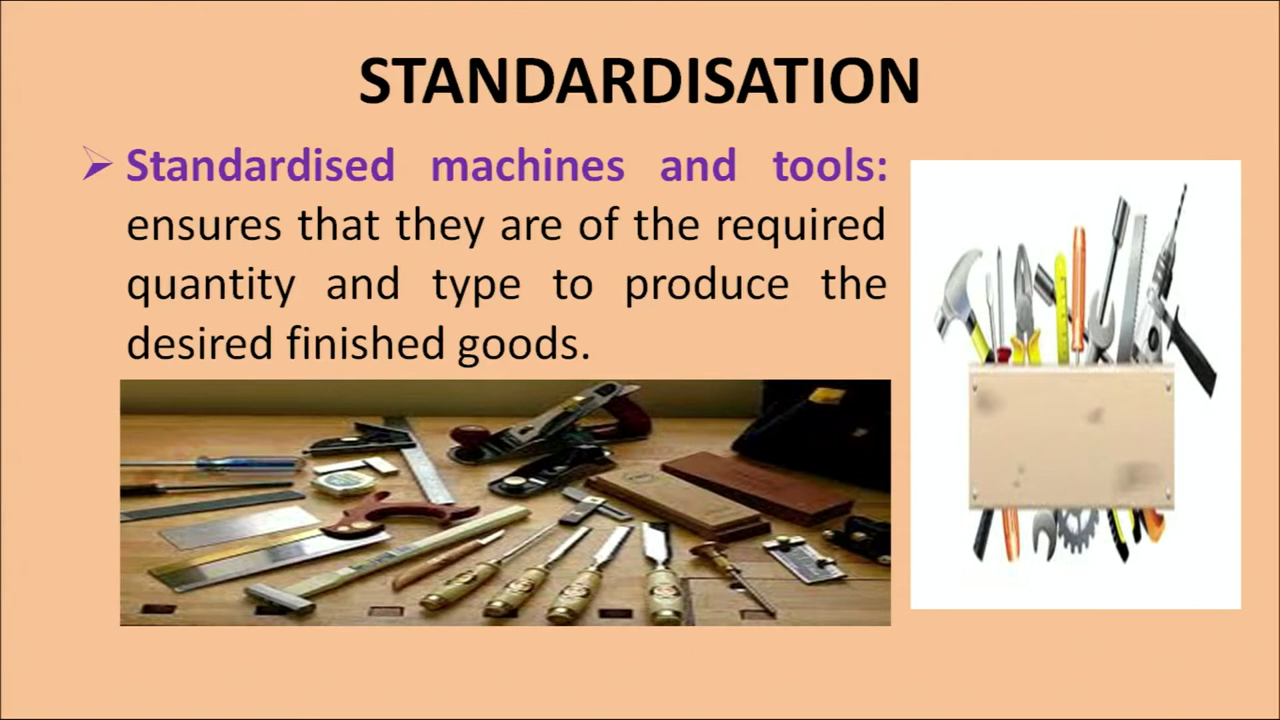 STANDARDISATION
Standardised machines and tools:
ensures that they are of the required
quantity and type to produce the
desired finished goods.